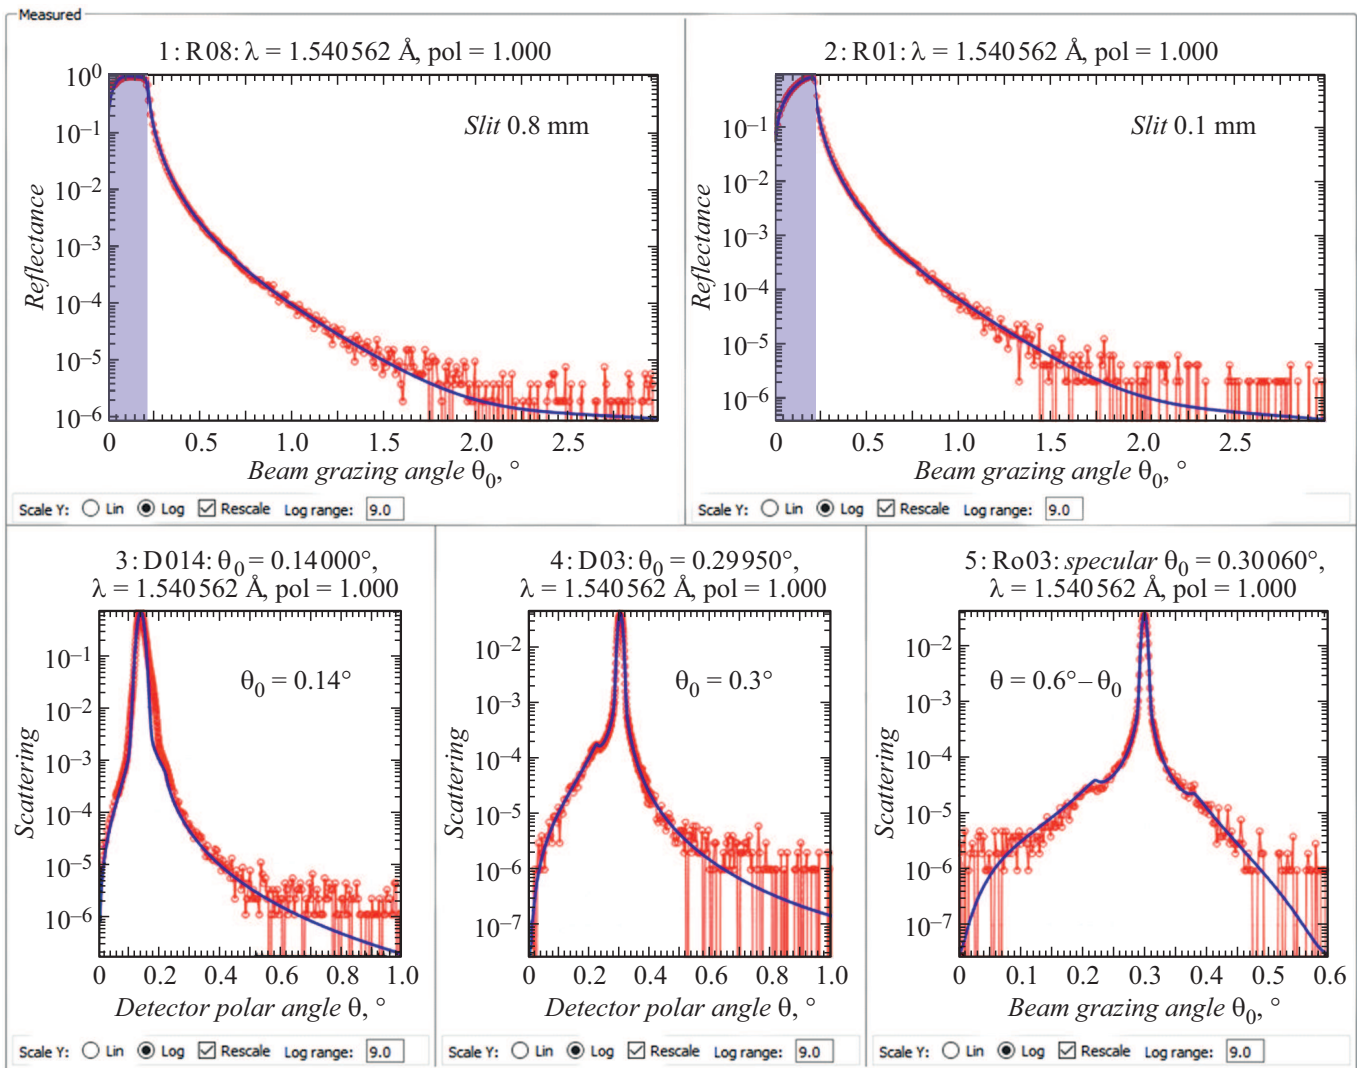 Measured
1: R08: λ = 1.540562 Å, pol = 1.000
10⁰
10⁻¹
10⁻²
10⁻³
10⁻⁴
10⁻⁵
10⁻⁶
Reflectance
Slit 0.8 mm
0 0.5 1.0 1.5 2.0 2.5
Beam grazing angle θ₀, °
Scale Y: Lin Log Rescale Log range: 9.0
2: R01: λ = 1.540562 Å, pol = 1.000
10⁻¹
10⁻²
10⁻³
10⁻⁴
10⁻⁵
10⁻⁶
Reflectance
Slit 0.1 mm
0 0.5 1.0 1.5 2.0 2.5
Beam grazing angle θ₀, °
Scale Y: Lin Log Rescale Log range: 9.0
3: D014: θ₀ = 0.14000°,
λ = 1.540562 Å, pol = 1.000
10⁻¹
10⁻²
10⁻³
10⁻⁴
10⁻⁵
10⁻⁶
Scattering
θ₀ = 0.14°
0 0.2 0.4 0.6 0.8 1.0
Detector polar angle θ, °
Scale Y: Lin Log Rescale Log range: 9.0
4: D03: θ₀ = 0.29950°,
λ = 1.540562 Å, pol = 1.000
10⁻²
10⁻³
10⁻⁴
10⁻⁵
10⁻⁶
10⁻⁷
Scattering
θ₀ = 0.3°
0 0.2 0.4 0.6 0.8 1.0
Detector polar angle θ, °
Scale Y: Lin Log Rescale Log range: 9.0
5: Ro03: specular θ₀ = 0.30060°,
λ = 1.540562 Å, pol = 1.000
10⁻²
10⁻³
10⁻⁴
10⁻⁵
10⁻⁶
10⁻⁷
Scattering
θ = 0.6° – θ₀
0 0.1 0.2 0.3 0.4 0.5 0.6
Beam grazing angle θ₀, °
Scale Y: Lin Log Rescale Log range: 9.0